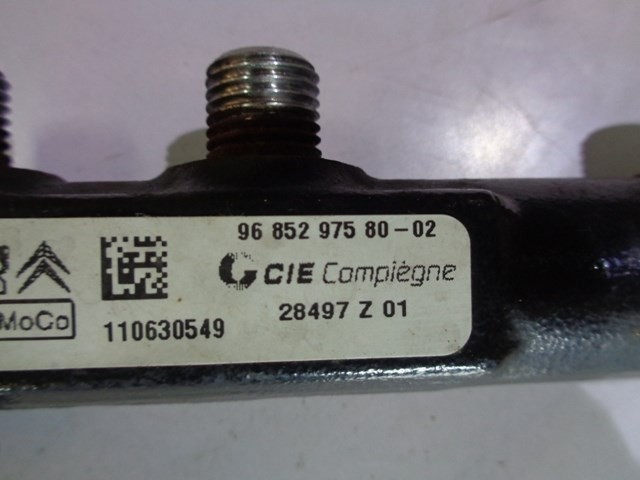 96 852 975 80-02
CIE Compiègne
28497 Z 01
MoCo
110630549